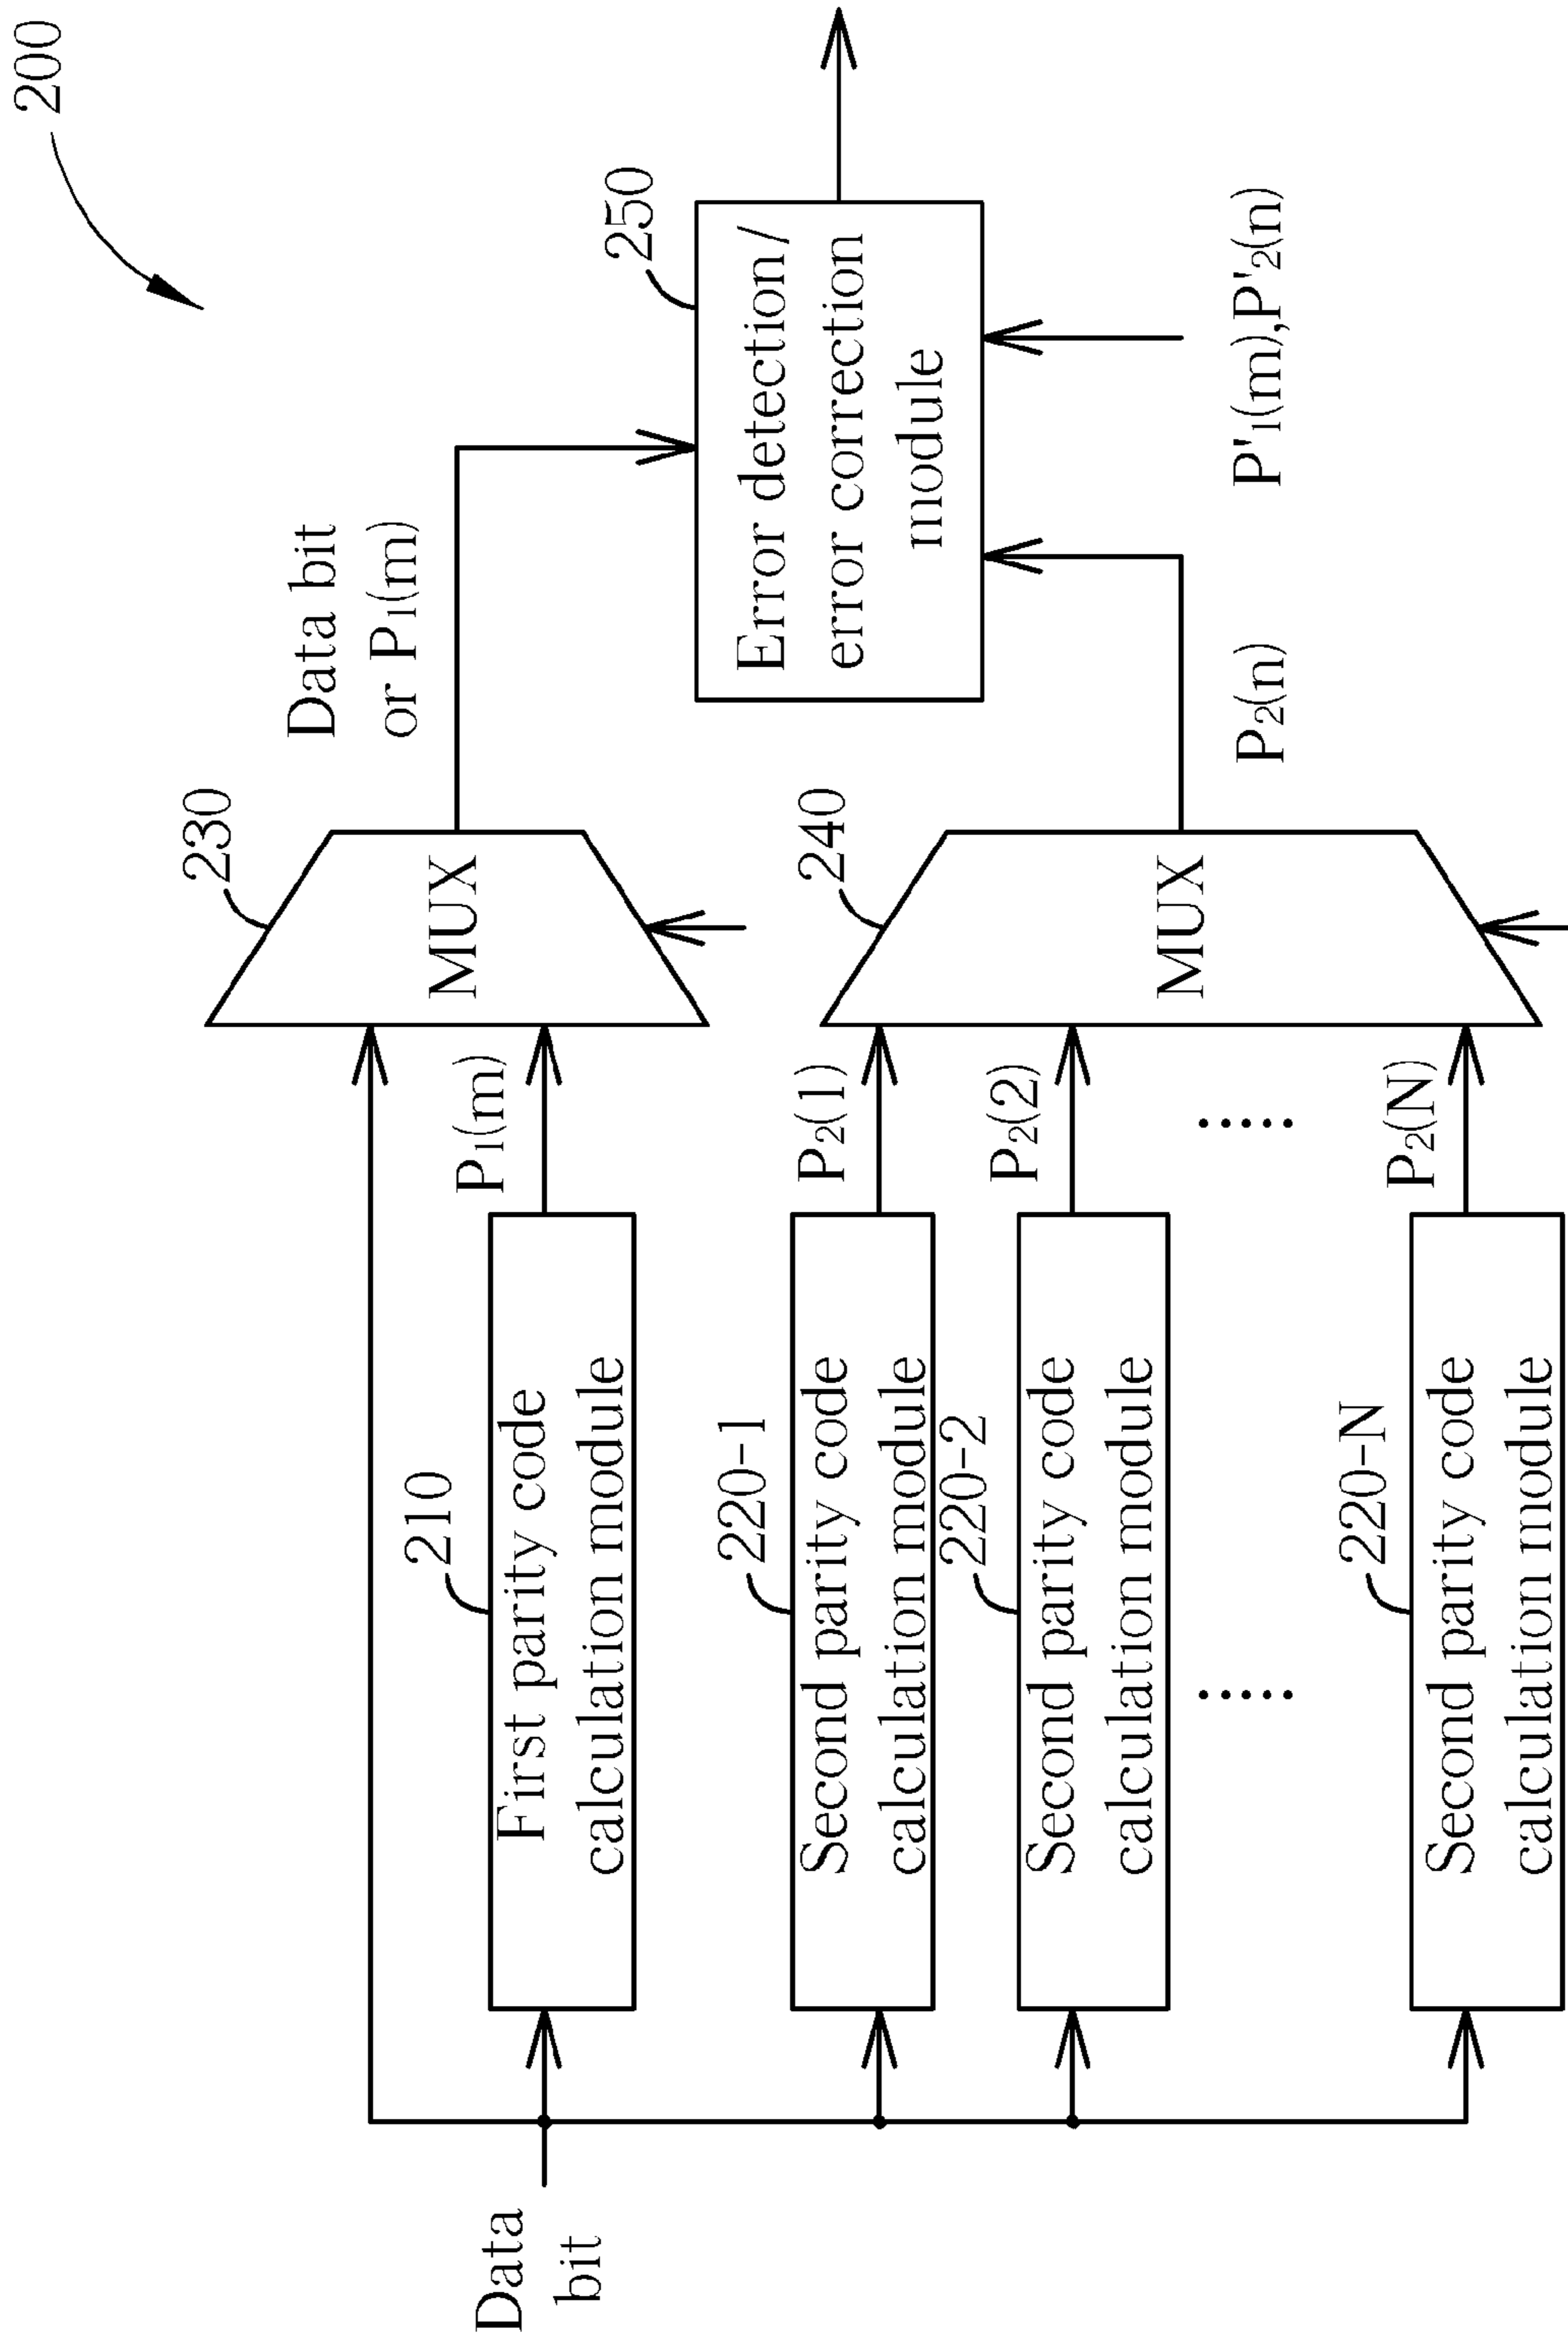 200
Data
bit
210
First parity code
calculation module
P₁(m)
230
MUX
Data bit
or P₁(m)
220-1
Second parity code
calculation module
P₂(1)
220-2
Second parity code
calculation module
P₂(2)
.....
.....
220-N
Second parity code
calculation module
P₂(N)
240
MUX
P₂(n)
250
Error detection/
error correction
module
P'₁(m),P'₂(n)